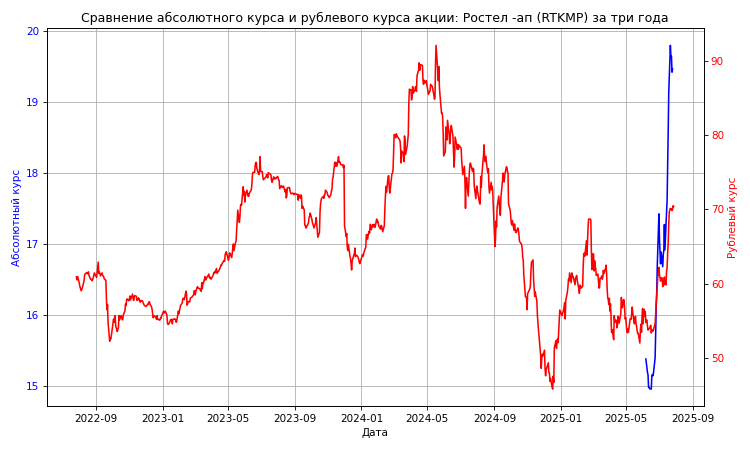 Сравнение абсолютного курса и рублевого курса акции: Ростел -ап (RTKMP) за три года
Абсолютный курс
20
19
18
17
16
15
Рублевый курс
90
80
70
60
50
2022-09 2023-01 2023-05 2023-09 2024-01 2024-05 2024-09 2025-01 2025-05 2025-09
Дата